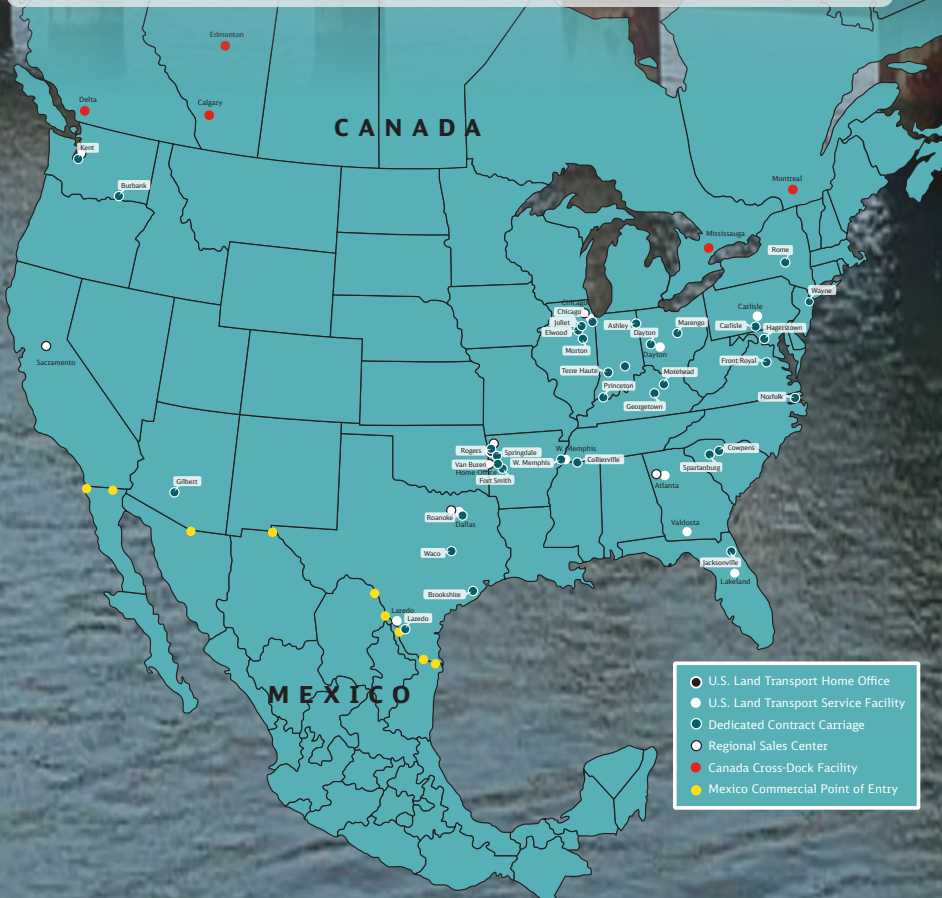 Edmonton
Delta
Calgary
CANADA
Kent
Burbank
Montreal
Mississauga
Rome
Wayne
Chicago
Chicago
Joliet
Elwood
Morton
Ashley
Dayton
Dayton
Marengo
Carlisle
Carlisle
Hagerstown
Sacramento
Front Royal
Terre Haute
Morehead
Princeton
Georgetown
Norfolk
Rogers
Springdale
Van Buren
Home Office
Fort Smith
W. Memphis
W. Memphis
Collierville
Cowpens
Spartanburg
Atlanta
Gilbert
Roanoke
Dallas
Valdosta
Waco
Jacksonville
Lakeland
Brookshire
Laredo
Laredo
MEXICO
U.S. Land Transport Home Office
U.S. Land Transport Service Facility
Dedicated Contract Carriage
Regional Sales Center
Canada Cross-Dock Facility
Mexico Commercial Point of Entry